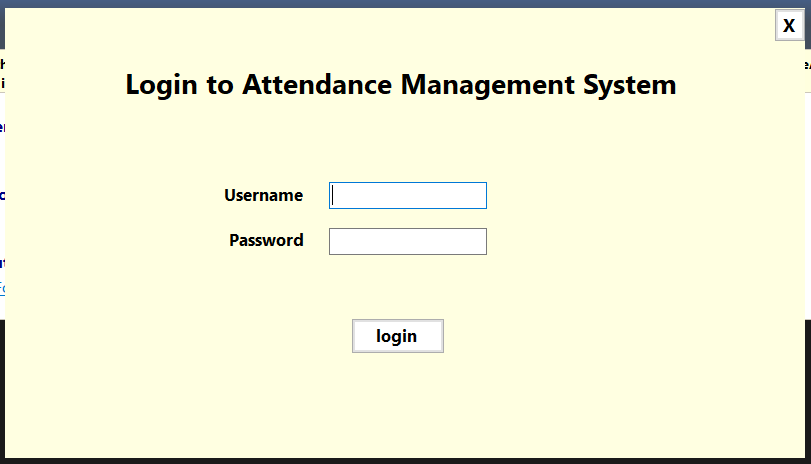 X
Login to Attendance Management System
Username
Password
login